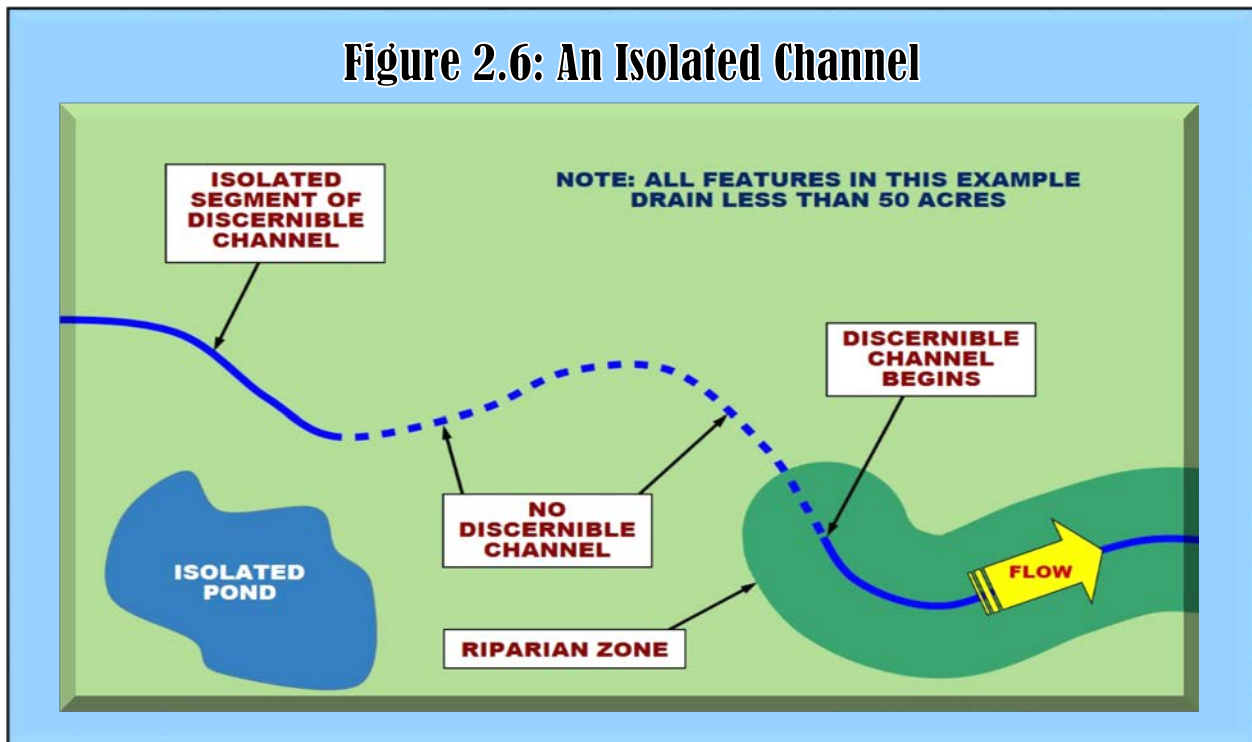 Figure 2.6: An Isolated Channel
ISOLATED
SEGMENT OF
DISCERNIBLE
CHANNEL
NOTE: ALL FEATURES IN THIS EXAMPLE
DRAIN LESS THAN 50 ACRES
DISCERNIBLE
CHANNEL
BEGINS
NO
DISCERNIBLE
CHANNEL
ISOLATED
POND
FLOW
RIPARIAN ZONE